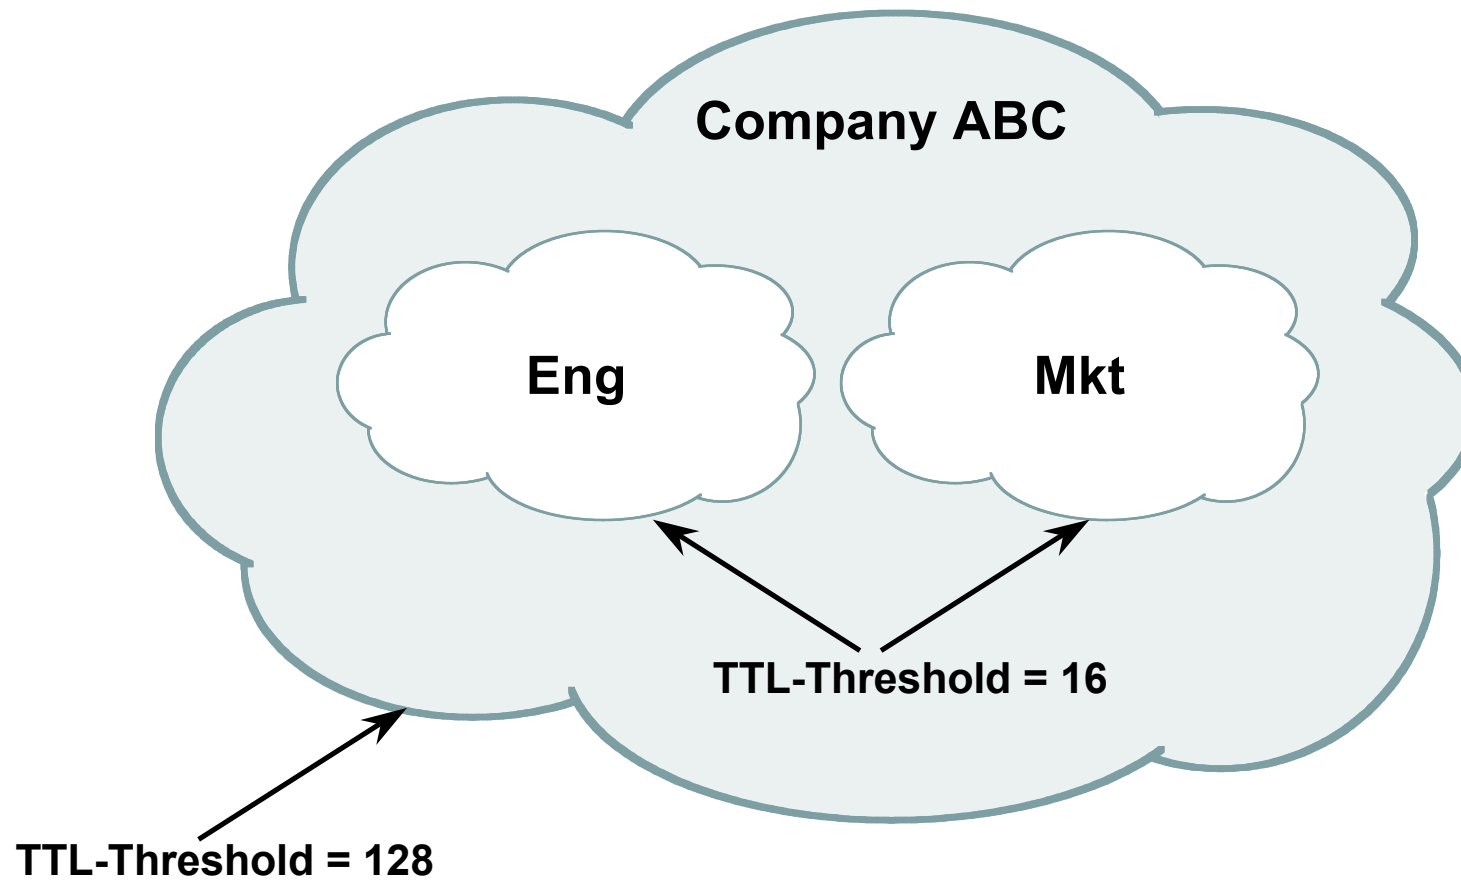 Company ABC
Eng
Mkt
TTL-Threshold = 16
TTL-Threshold = 128